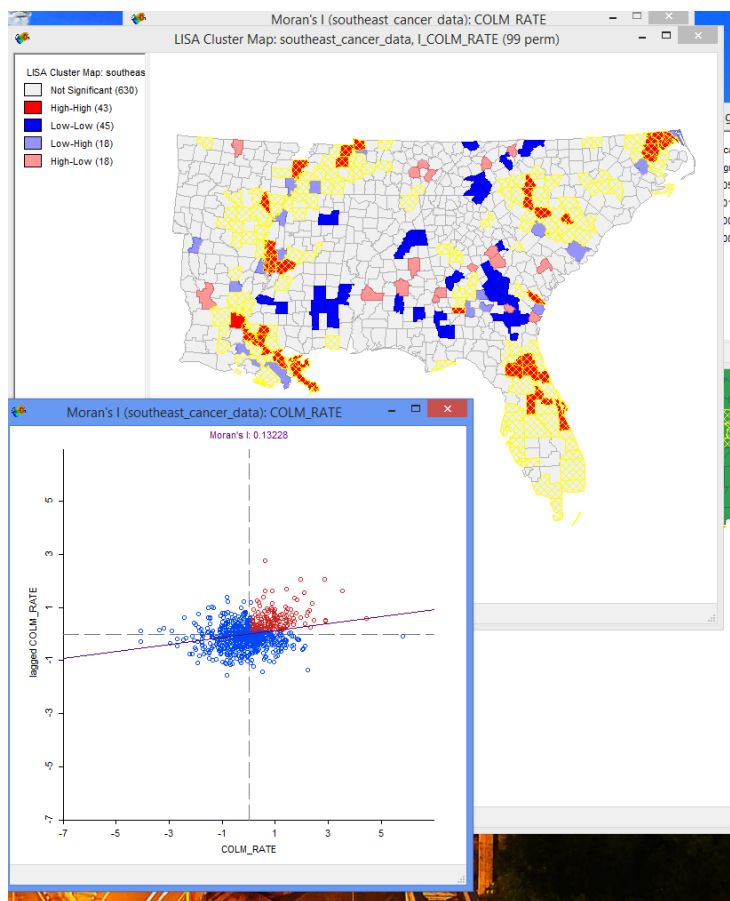 Moran's I (southeast_cancer_data): COLM_RATE
LISA Cluster Map: southeast_cancer_data, I_COLM_RATE (99 perm)
LISA Cluster Map: southeas
Not Significant (630)
High-High (43)
Low-Low (45)
Low-High (18)
High-Low (18)
Moran's I (southeast_cancer_data): COLM_RATE
Moran's I: 0.13228
5
3
1
-1
-3
-5
-7
lagged COLM_RATE
-7
-5
-3
-1
1
3
5
COLM_RATE